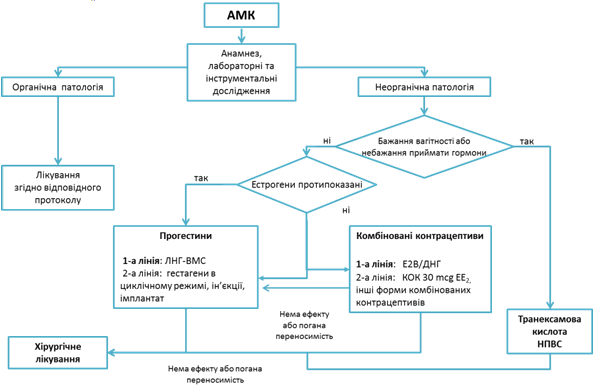 АМК
Анамнез,
лабораторні та
інструментальні
дослідження
Органічна патологія
Неорганічна патологія
Лікування
згідно відповідного
протоколу
Бажання вагітності або
небажання приймати гормони
ні
так
Естрогени протипоказані
так
ні
Прогестини
1-а лінія: ЛНГ-ВМС
2-а лінія: гестагени в
циклічному режимі, ін’єкції,
імплантат
Комбіновані контрацептиви
1-а лінія: Е2В/ДНГ
2-а лінія: КОК 30 mcg EE2,
інші форми комбінованих
контрацептивів
Нема ефекту
або погана
переносимість
Транексамова
кислота
НПВС
Хірургічне
лікування
Нема ефекту або погана
переносимість